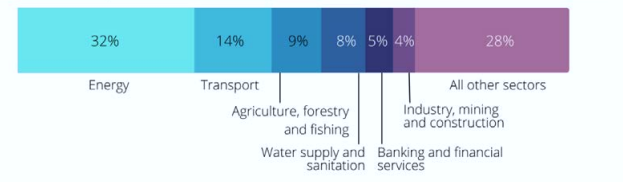 32%
14%
9%
8%
5%
4%
28%
Energy
Transport
All other sectors
Agriculture, forestry
and fishing
Industry, mining
and construction
Water supply and
sanitation
Banking and financial
services